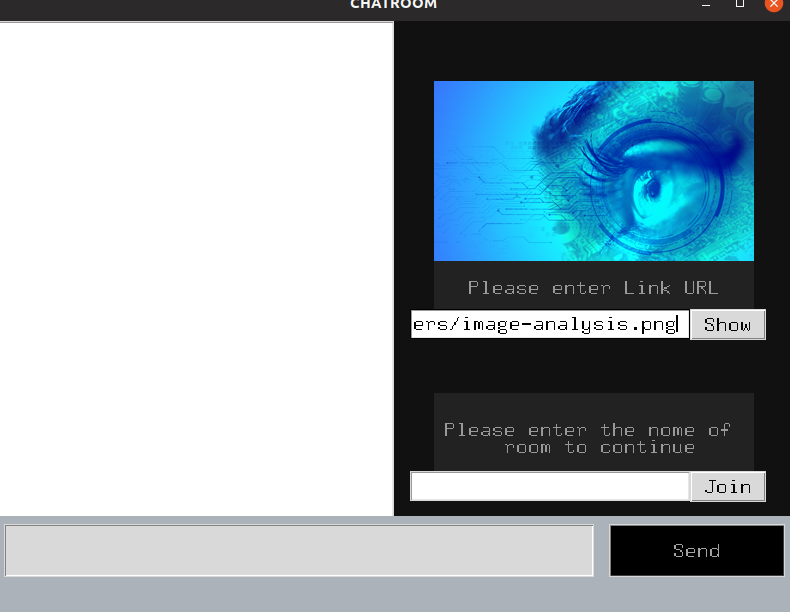 CHATROOM
Please enter Link URL
ers/image-analysis.png
Show
Please enter the nome of
room to continue
Join
Send